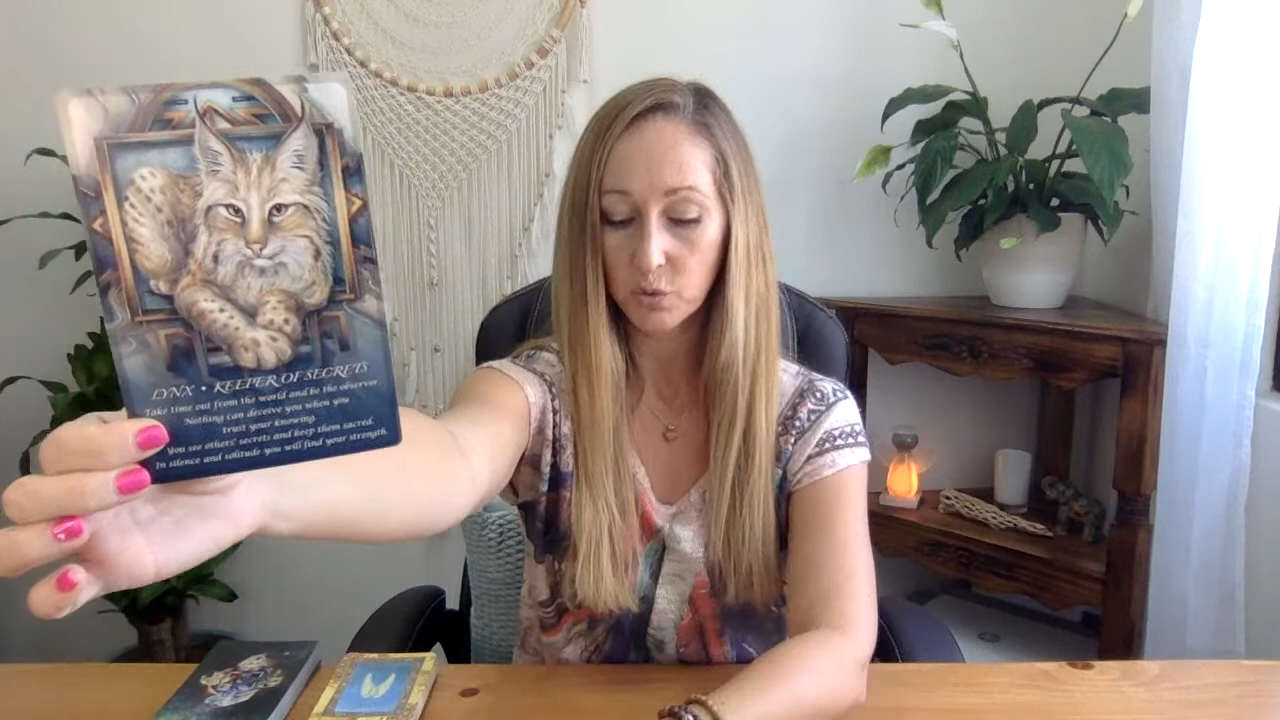 LYNX • KEEPER OF SECRETS
Take time out from the world and be the observer.
Nothing can deceive you when you
trust your knowing.
You see others' secrets and keep them sacred.
In silence and solitude you will find your strength.